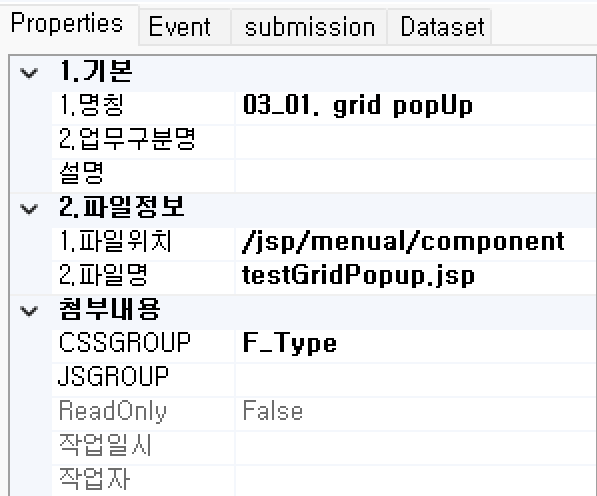 Properties Event submission Dataset
1.기본
1.명칭 03_01. grid popUp
2.업무구분명
설명
2.파일정보
1.파일위치 /jsp/menual/component
2.파일명 testGridPopup.jsp
첨부내용
CSSGROUP F_Type
JSGROUP
ReadOnly False
작업일시
작업자